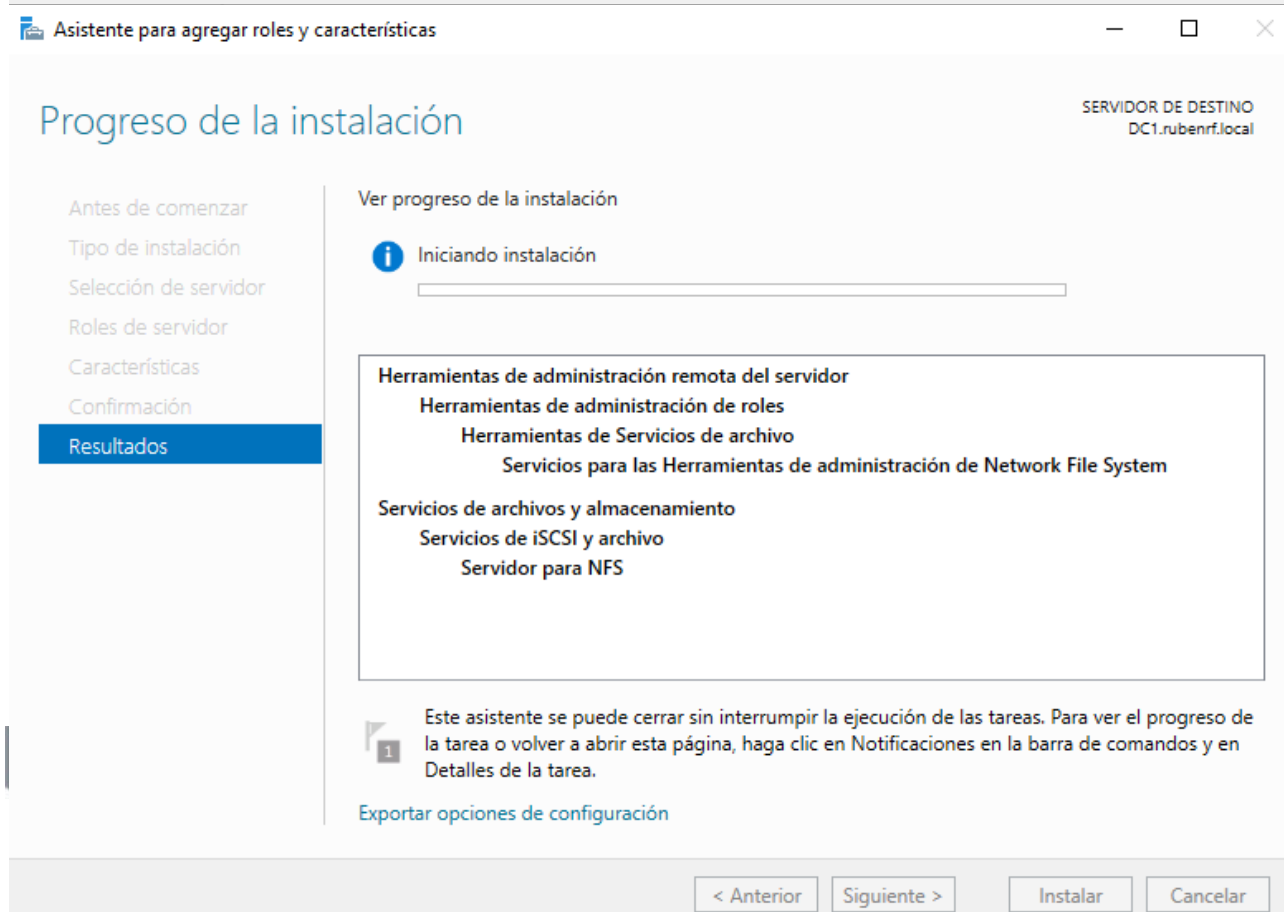 Asistente para agregar roles y características
Progreso de la instalación
SERVIDOR DE DESTINO
DC1.rubenrf.local
Antes de comenzar
Tipo de instalación
Selección de servidor
Roles de servidor
Características
Confirmación
Resultados
Ver progreso de la instalación
Iniciando instalación
Herramientas de administración remota del servidor
Herramientas de administración de roles
Herramientas de Servicios de archivo
Servicios para las Herramientas de administración de Network File System
Servicios de archivos y almacenamiento
Servicios de iSCSI y archivo
Servidor para NFS
1
Este asistente se puede cerrar sin interrumpir la ejecución de las tareas. Para ver el progreso de
la tarea o volver a abrir esta página, haga clic en Notificaciones en la barra de comandos y en
Detalles de la tarea.
Exportar opciones de configuración
< Anterior Siguiente > Instalar Cancelar